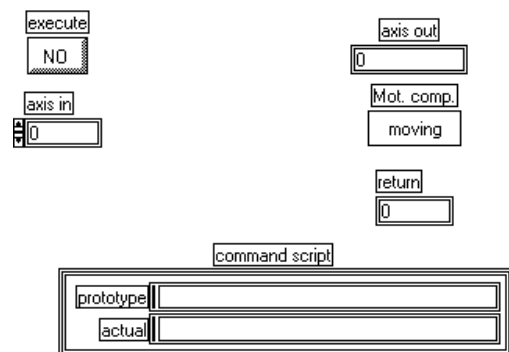 execute
NO
axis in
0
axis out
0
Mot. comp.
moving
return
0
command script
prototype
actual